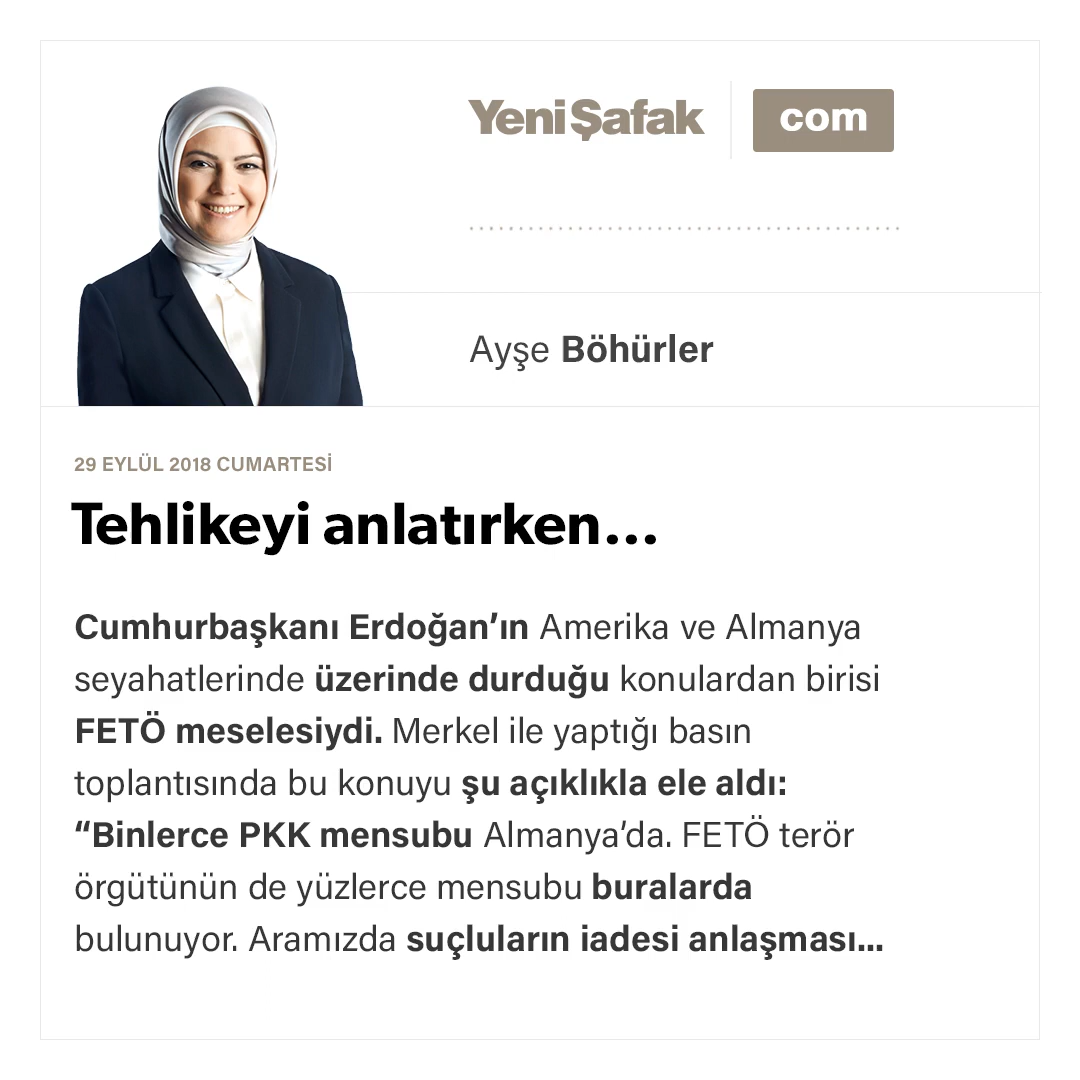 YeniŞafak com
Ayşe Böhürler
29 EYLÜL 2018 CUMARTESİ
Tehlikeyi anlatırken...
Cumhurbaşkanı Erdoğan’ın Amerika ve Almanya
seyahatlerinde üzerinde durduğu konulardan birisi
FETÖ meselesiydi. Merkel ile yaptığı basın
toplantısında bu konuyu şu açıklıkla ele aldı:
“Binlerce PKK mensubu Almanya’da. FETÖ terör
örgütünün de yüzlerce mensubu buralarda
bulunuyor. Aramızda suçluların iadesi anlaşması...